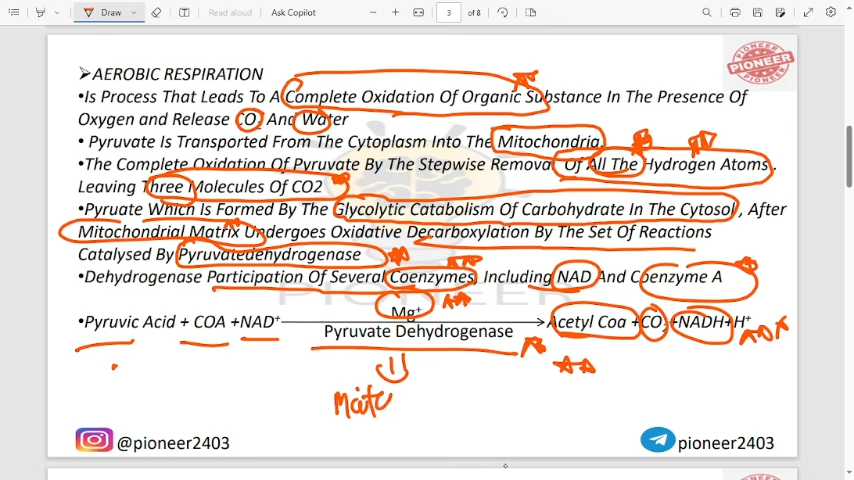 Draw
Read aloud
Ask Copilot
3
of 8
PIONEER
➢AEROBIC RESPIRATION
•Is Process That Leads To A Complete Oxidation Of Organic Substance In The Presence Of
Oxygen and Release CO2 And Water
• Pyruvate Is Transported From The Cytoplasm Into The Mitochondria.
•The Complete Oxidation Of Pyruvate By The Stepwise Removal Of All The Hydrogen Atoms.
Leaving Three Molecules Of CO2
•Pyruate Which Is Formed By The Glycolytic Catabolism Of Carbohydrate In The Cytosol, After
Mitochondrial Matrix Undergoes Oxidative Decarboxylation By The Set Of Reactions
Catalysed By Pyruvatedehydrogenase
•Dehydrogenase Participation Of Several Coenzymes, Including NAD And Coenzyme A
Mg+
•Pyruvic Acid + COA +NAD+ Acetyl Coa +CO2 +NADH+H+
Pyruvate Dehydrogenase
PIONEER
@pioneer2403
pioneer2403